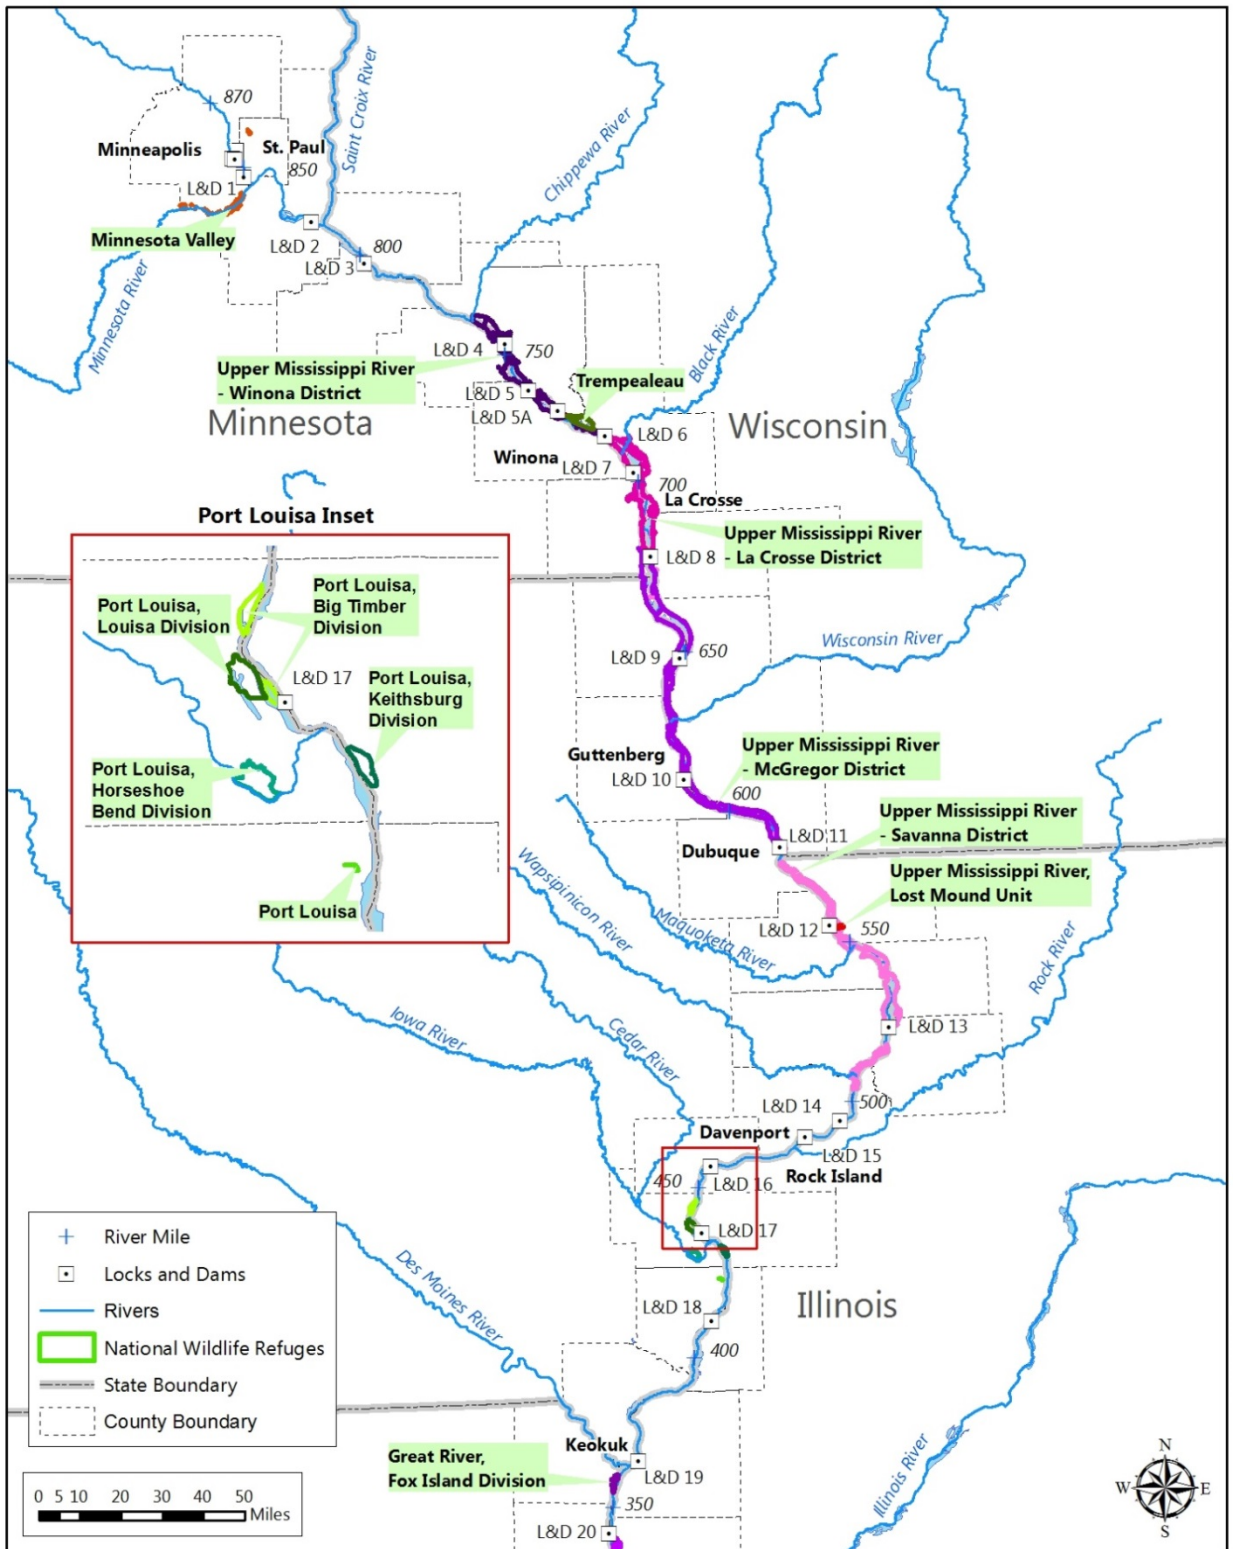 870
Saint Croix River
Minneapolis
St. Paul
850
L&D 1
Chippewa River
Minnesota Valley
L&D 2
800
L&D 3
Minnesota River
L&D 4
750
Black River
Upper Mississippi River
- Winona District
Trempealeau
L&D 5
L&D 5A
Minnesota
Wisconsin
L&D 6
Winona
L&D 7
700
La Crosse
Port Louisa Inset
Upper Mississippi River
- La Crosse District
L&D 8
Port Louisa,
Big Timber
Division
Port Louisa,
Louisa Division
Wisconsin River
L&D 9
650
L&D 17
Port Louisa,
Keithsburg
Division
Upper Mississippi River
- McGregor District
Guttenberg
L&D 10
Port Louisa,
Horseshoe
Bend Division
600
Upper Mississippi River
- Savanna District
L&D 11
Dubuque
Upper Mississippi River,
Lost Mound Unit
Wapsipinicon River
Port Louisa
Maquoketa River
L&D 12
550
Rock River
Iowa River
Cedar River
L&D 13
L&D 14
500
Davenport
L&D 15
Rock Island
450
L&D 16
L&D 17
River Mile
Locks and Dams
Rivers
National Wildlife Refuges
State Boundary
County Boundary
Des Moines River
L&D 18
Illinois
400
Keokuk
Great River,
Fox Island Division
L&D 19
350
L&D 20
Illinois River
0 5 10 20 30 40 50
Miles
N
W
E
S